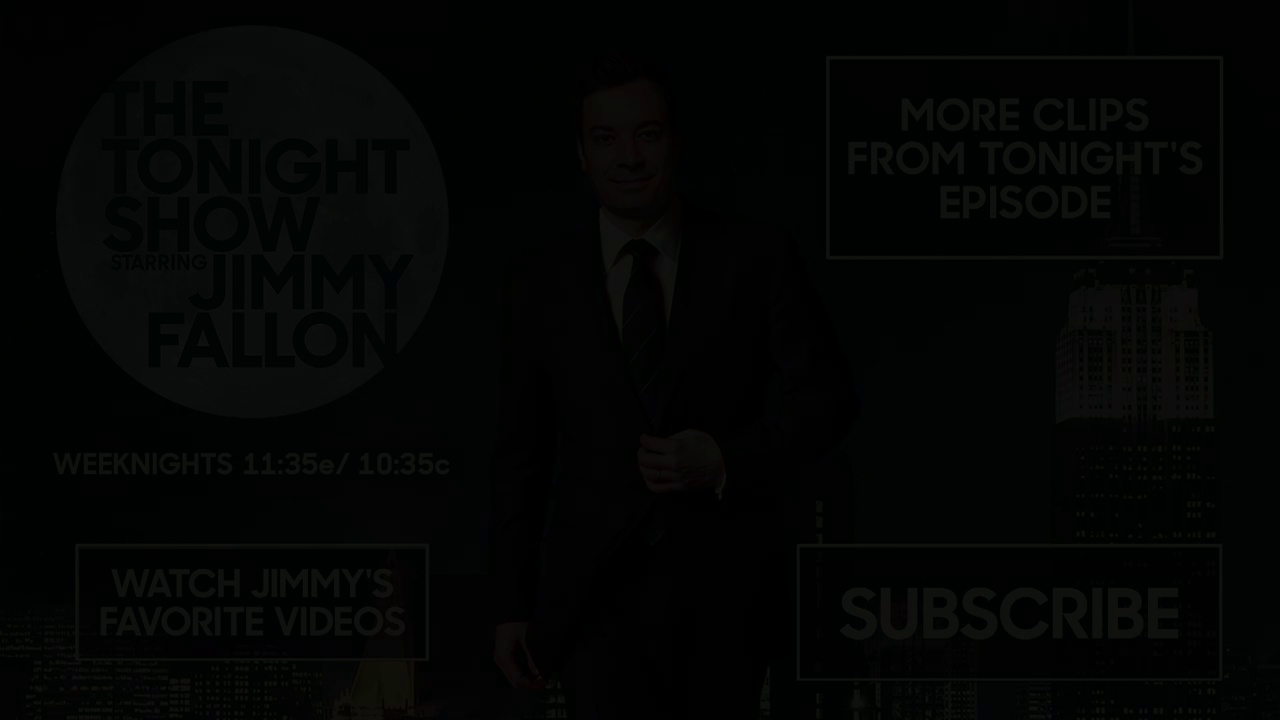 THE
TONIGHT
SHOW
STARRING JIMMY
FALLON
WEEKNIGHTS 11:35e/ 10:35c
WATCH JIMMY'S
FAVORITE VIDEOS
MORE CLIPS
FROM TONIGHT'S
EPISODE
SUBSCRIBE